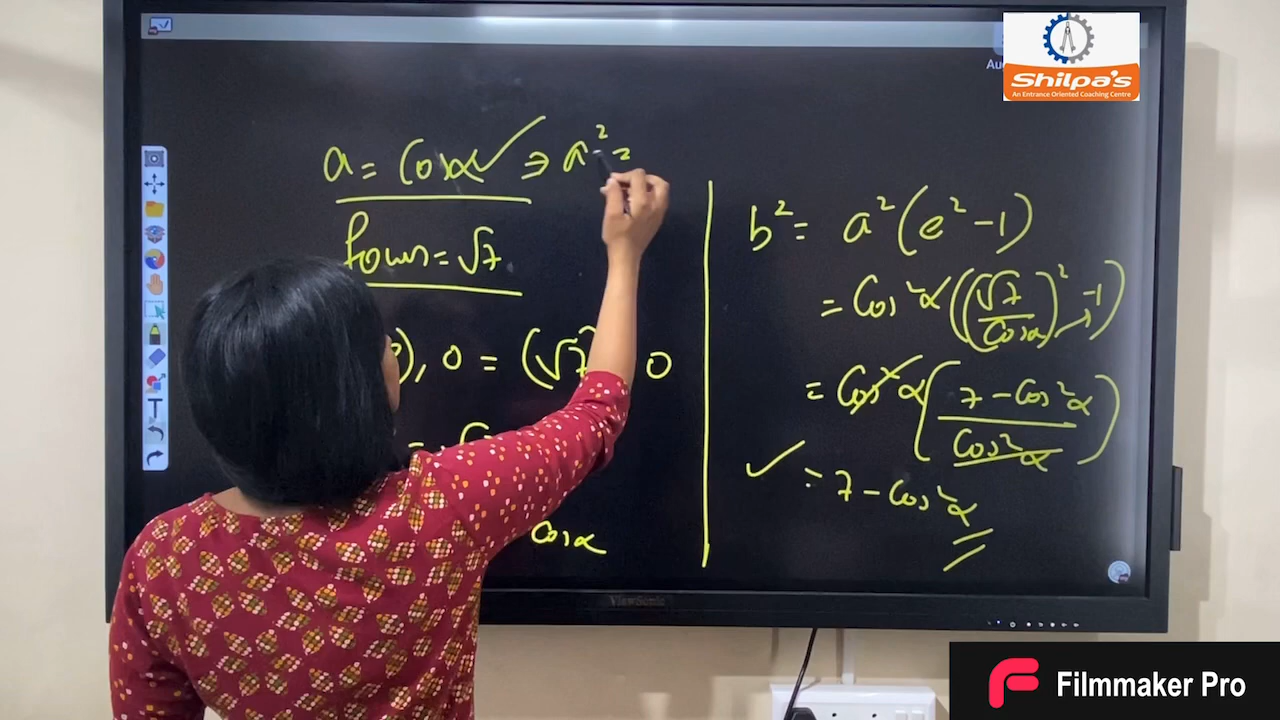 a = Cosα ✓ ⇒ a² =
focus = √7
), 0 = (√7 0
= 
Cosα
b² = a²(e² -1)
= Cos²α((√7/Cosα)² -1)
= Cos²α(7 - Cos²α/Cos²α)
✓ = 7 - Cos²α
Shilpa's
An Entrance Oriented Coaching Centre
ViewSonic
Filmmaker Pro